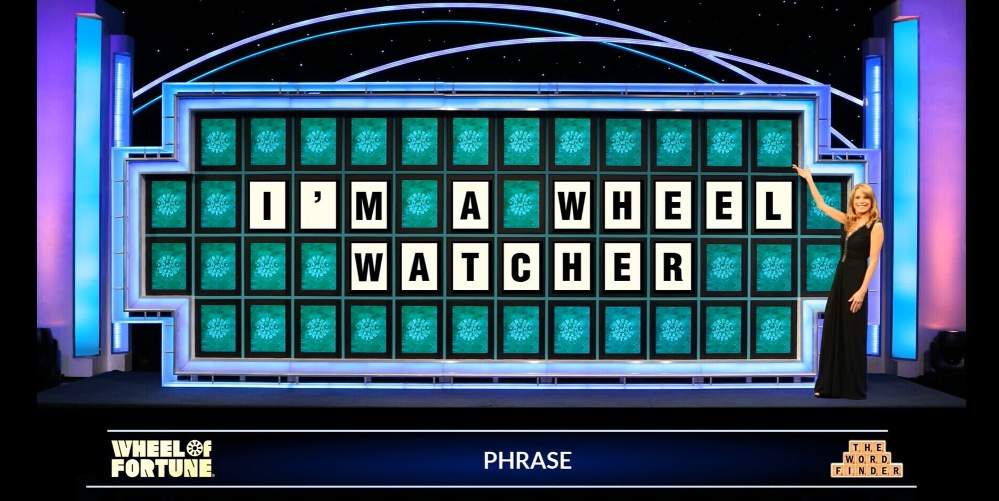 I'M A WHEEL
WATCHER
WHEEL OF
FORTUNE
PHRASE
THE
WORD
FINDER